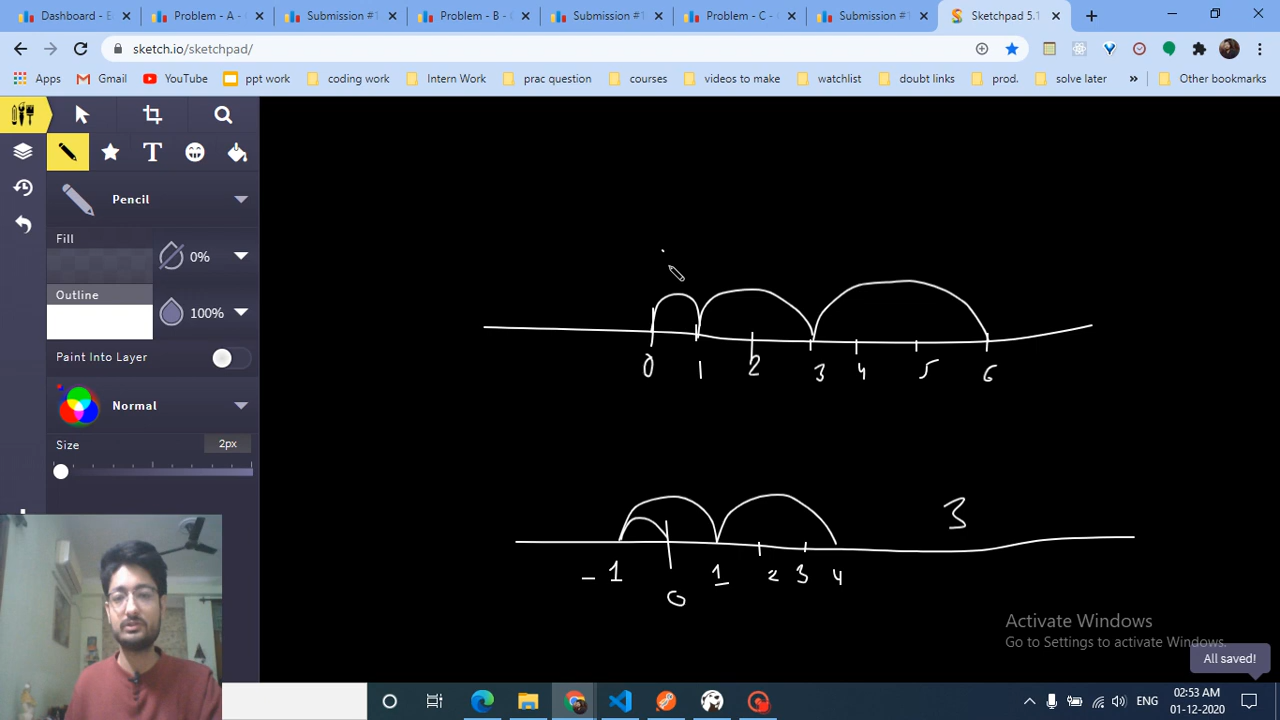 Dashboard - E
Problem - A - C
Submission #1
Problem - B - C
Submission #1
Problem - C - C
Submission #1
Sketchpad 5.1
sketch.io/sketchpad/
Apps Gmail YouTube ppt work coding work Intern Work prac question courses videos to make watchlist doubt links prod. solve later » Other bookmarks
T
Pencil
Fill
0%
Outline
100%
Paint Into Layer
Normal
Size 2px
0 1 2 3 4 5 6
3
-1 0 1 2 3 4
Activate Windows
Go to Settings to activate Windows.
All saved!
ENG
02:53 AM
01-12-2020